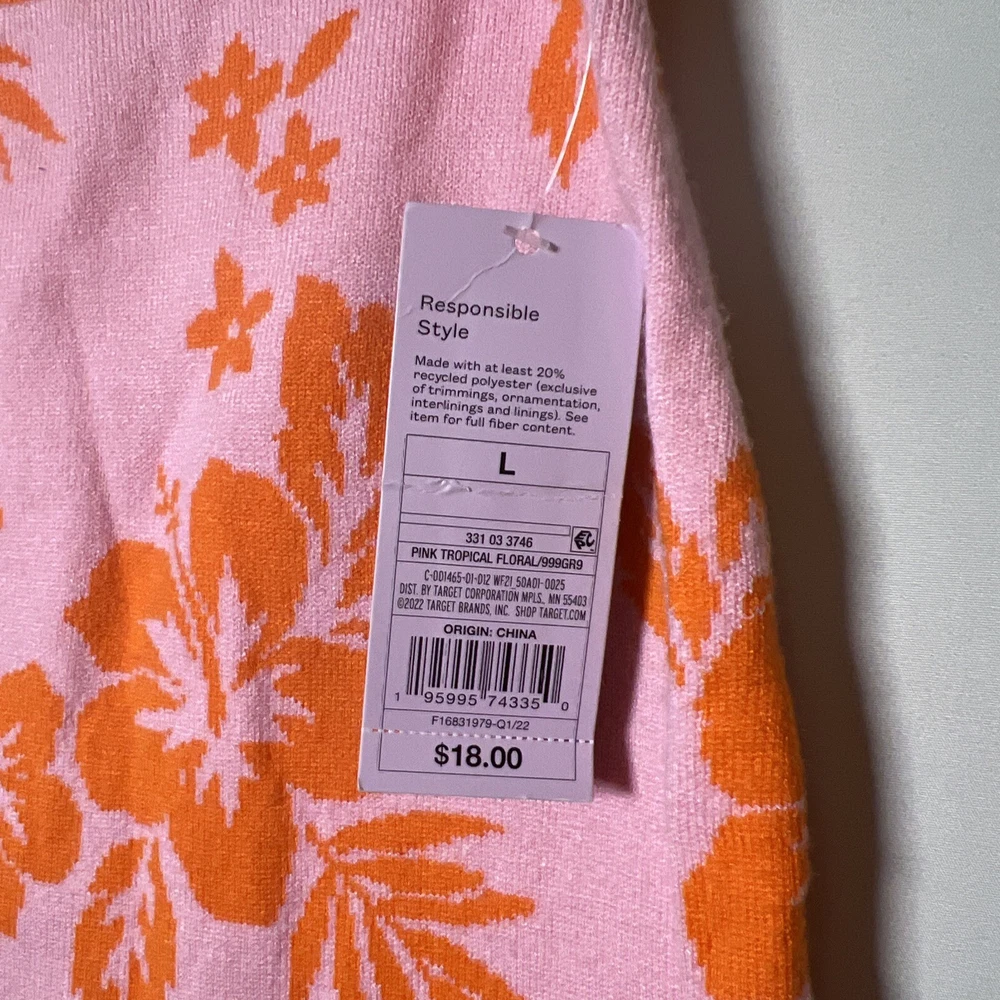 Responsible
Style
Made with at least 20%
recycled polyester (exclusive
of trimmings, ornamentation,
interlinings and linings). See
item for full fiber content.
L
331 03 3746
PINK TROPICAL FLORAL/999GR9
C-001465-01-012 WF21 5DA01-0025
DIST. BY TARGET CORPORATION MPLS., MN 55403
©2022 TARGET BRANDS, INC. SHOP TARGET.COM
ORIGIN: CHINA
1 95995 74335 0
F16831979-Q1/22
$18.00